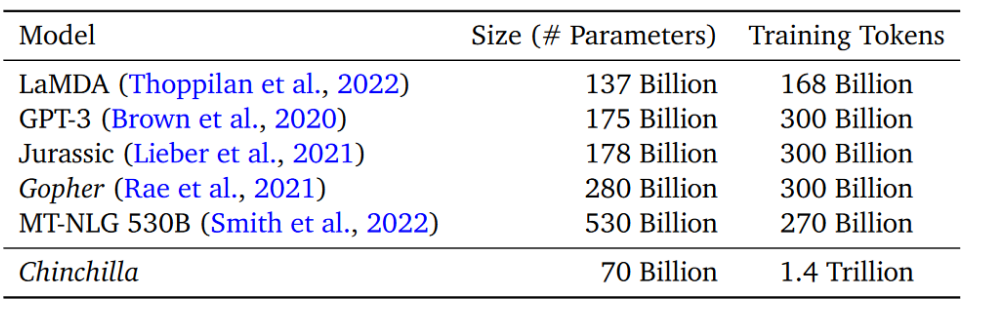 Model Size (# Parameters) Training Tokens
LaMDA (Thoppilan et al., 2022) 137 Billion 168 Billion
GPT-3 (Brown et al., 2020) 175 Billion 300 Billion
Jurassic (Lieber et al., 2021) 178 Billion 300 Billion
Gopher (Rae et al., 2021) 280 Billion 300 Billion
MT-NLG 530B (Smith et al., 2022) 530 Billion 270 Billion
Chinchilla 70 Billion 1.4 Trillion